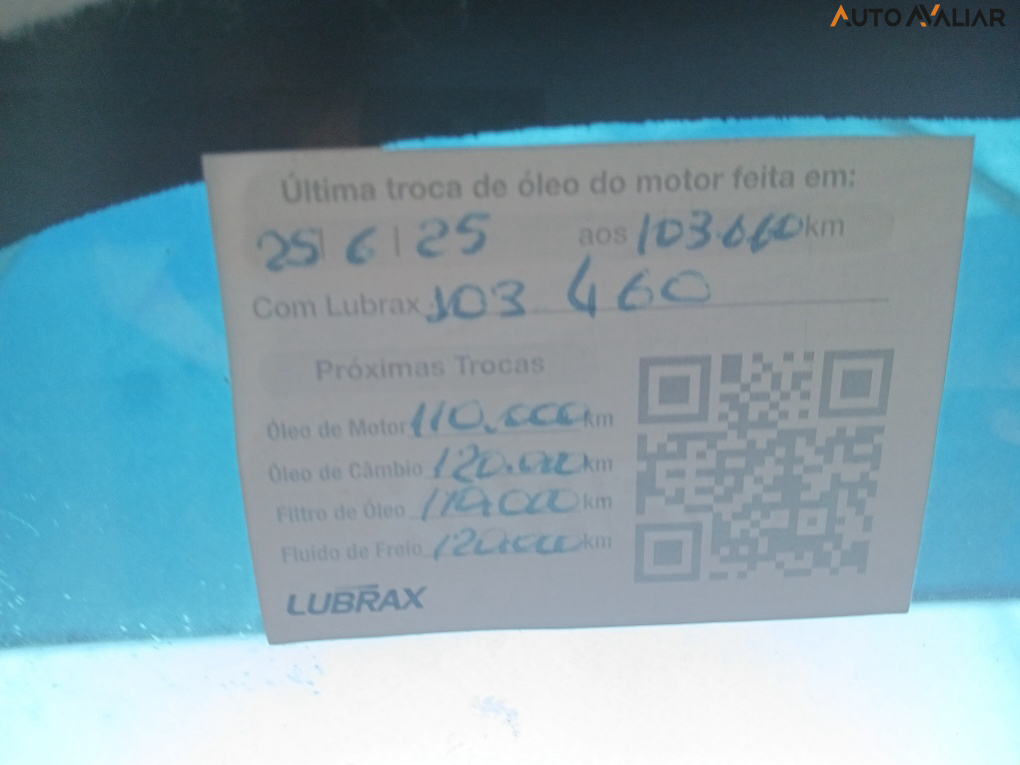 AUTO AVALIAR
Última troca de óleo do motor feita em:
25 | 6 | 25 aos 103.660 km
Com Lubrax 103 460
Próximas Trocas
Óleo de Motor 110.000 km
Óleo de Câmbio 120.000 km
Filtro de Óleo 110.000 km
Fluído de Freio 120.000 km
LUBRAX